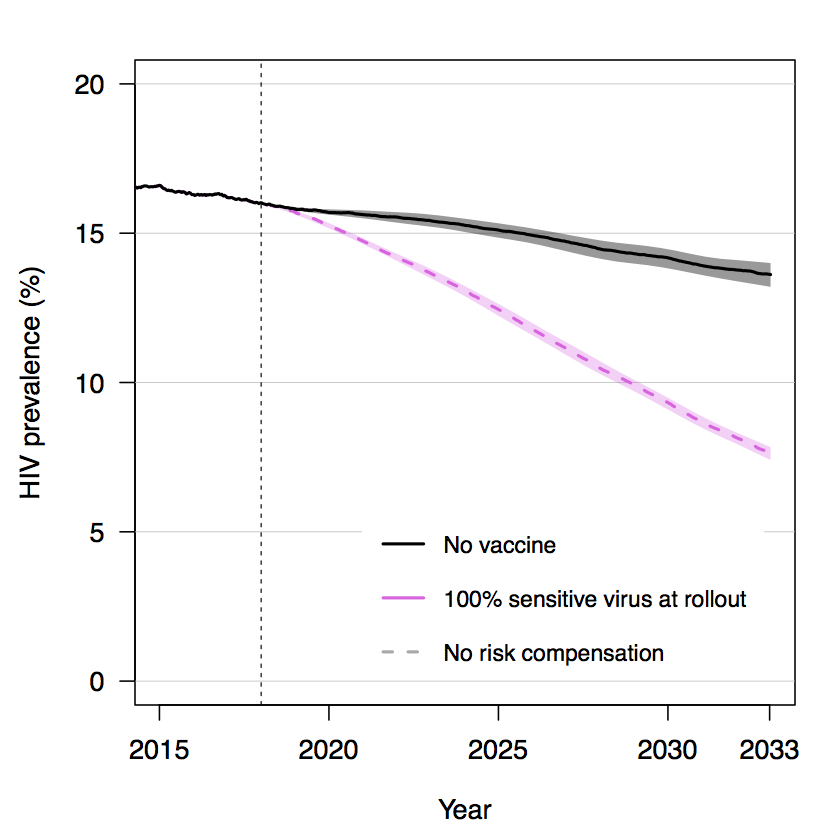 20
15
10
5
0
HIV prevalence (%)
No vaccine
100% sensitive virus at rollout
No risk compensation
2015 2020 2025 2030 2033
Year